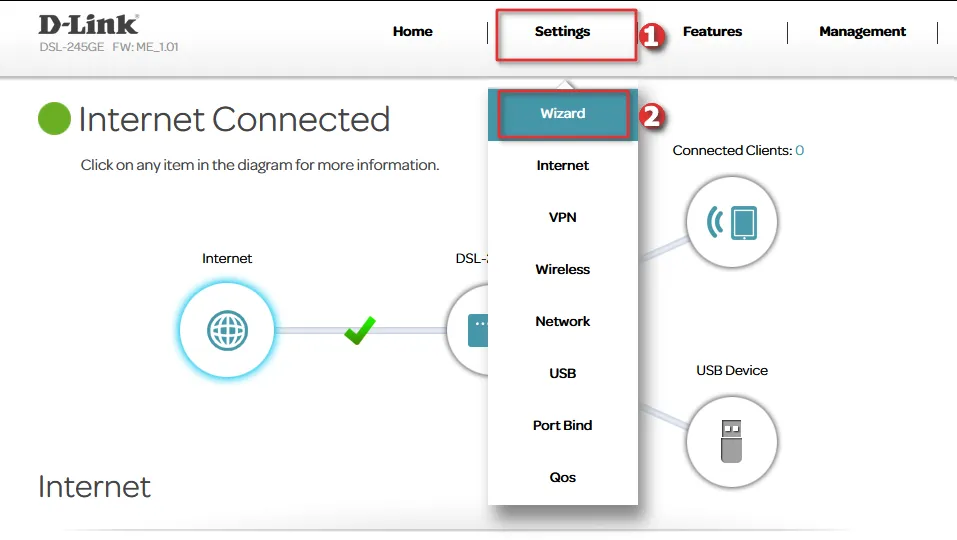 D-Link
DSL-245GE FW: ME_1.01
Home
Settings
1
Features
Management
Internet Connected
Click on any item in the diagram for more information.
Wizard
2
Internet
VPN
Wireless
Network
USB
Port Bind
Qos
Connected Clients: 0
Internet
DSL-
USB Device
Internet